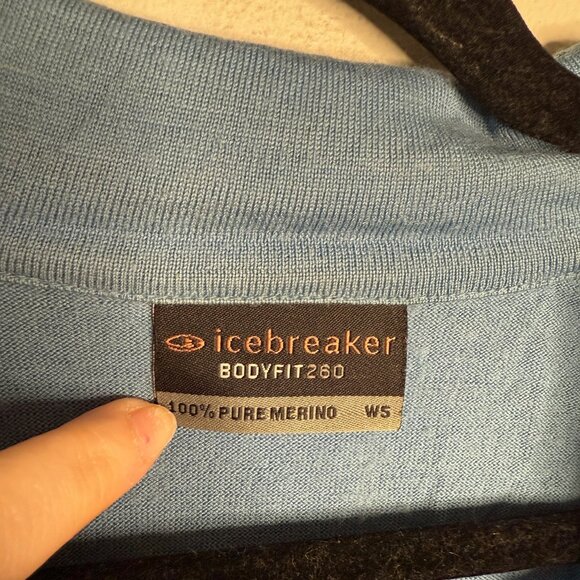 icebreaker
BODYFIT260
100% PURE MERINO WS